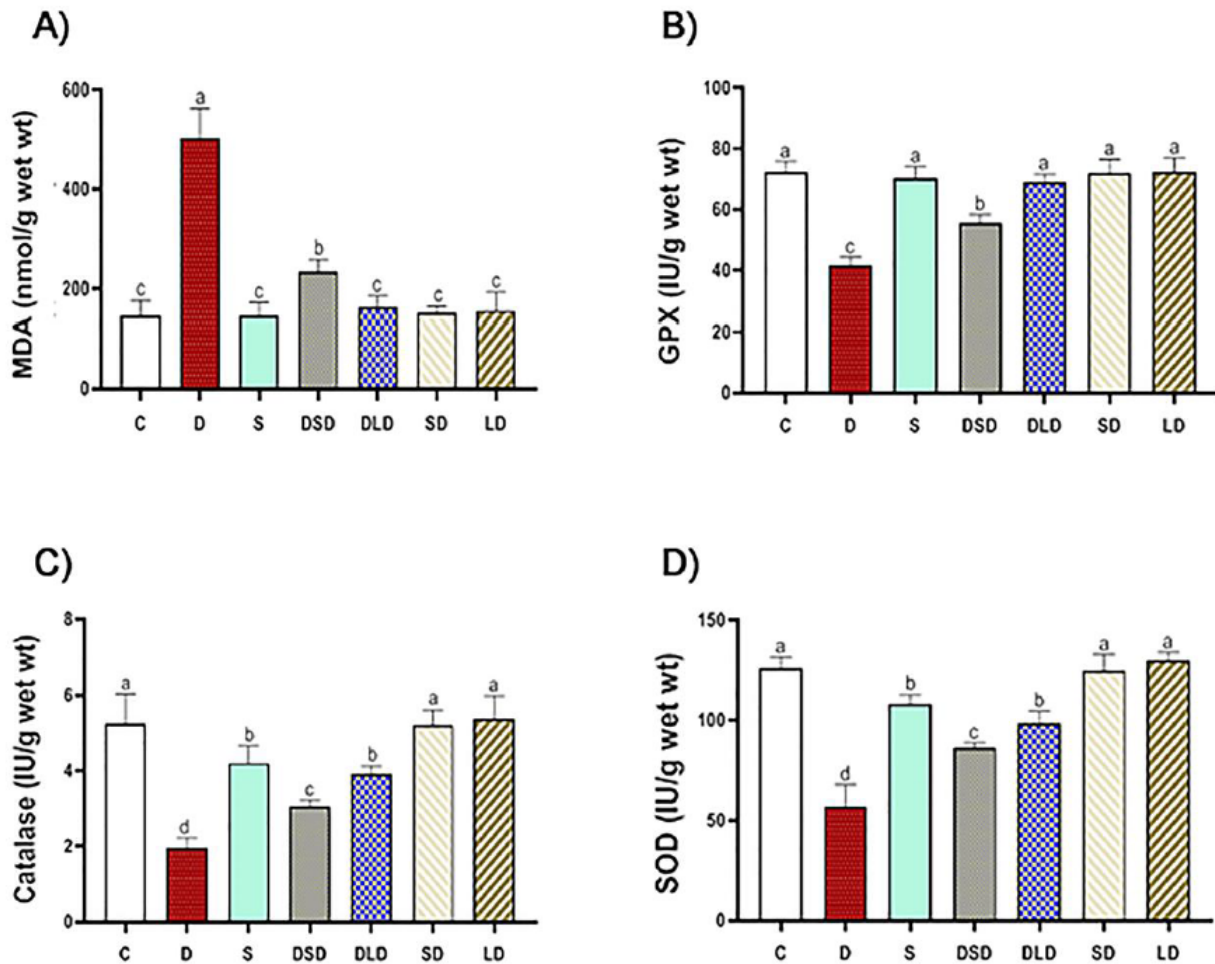 A)
MDA (nmol/g wet wt)
600
400
200
0
a
b
c
c
c
c
c
C D S DSD DLD SD LD
B)
GPX (IU/g wet wt)
100
80
60
40
20
0
a
c
a
b
a
a
a
C D S DSD DLD SD LD
C)
Catalase (IU/g wet wt)
8
6
4
2
0
a
d
b
c
b
a
a
C D S DSD DLD SD LD
D)
SOD (IU/g wet wt)
150
100
50
0
a
d
b
c
b
a
a
C D S DSD DLD SD LD